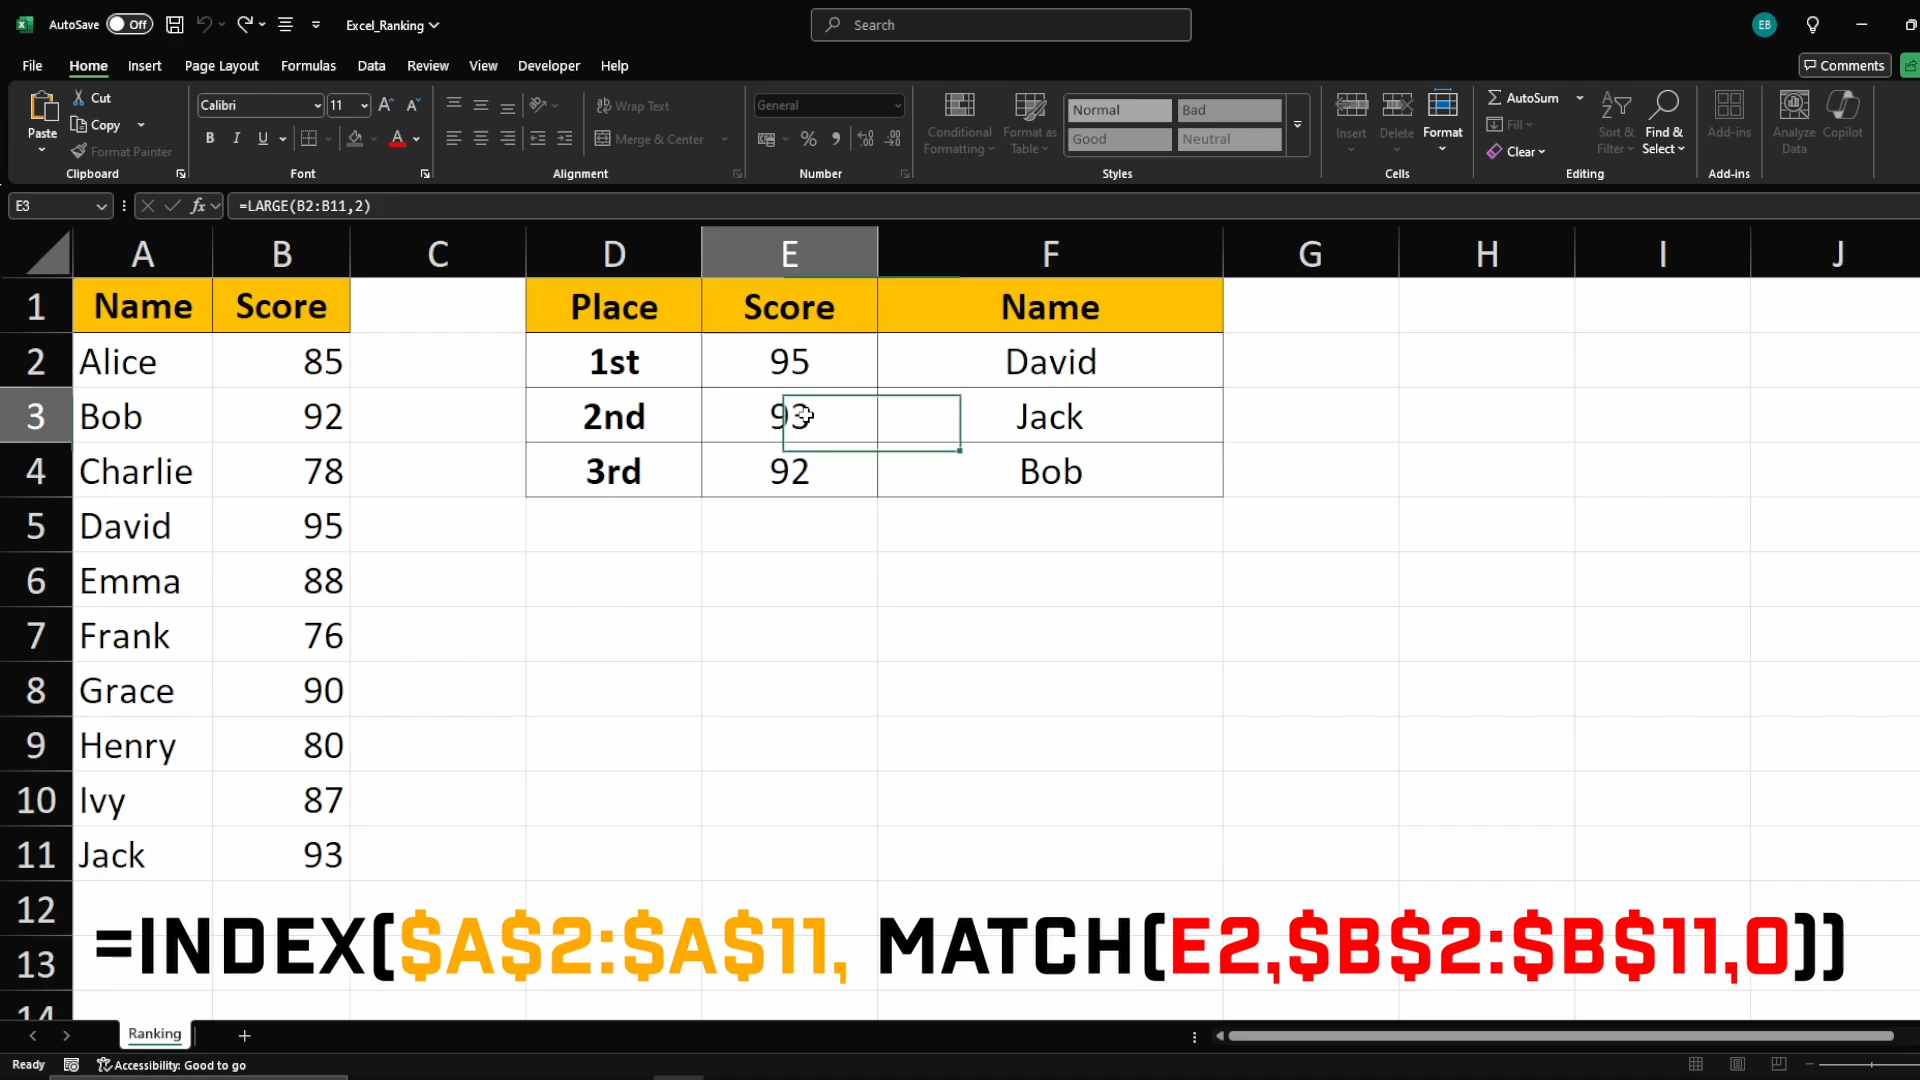 AutoSave Off Excel_Ranking Search EB
File Home Insert Page Layout Formulas Data Review View Developer Help Comments
Paste Cut Copy Format Painter Clipboard
Calibri 11 B I U A Font
Wrap Text Merge & Center Alignment
General % Number
Conditional Formatting Format as Table Normal Bad Good Neutral Styles
Insert Delete Format Cells
AutoSum Fill Clear Sort & Filter Find & Select Editing
Add-ins Add-ins
Analyze Data Copilot
E3 fx =LARGE(B2:B11,2)
A B C D E F G H I J
1 Name Score Place Score Name
2 Alice 85 1st 95 David
3 Bob 92 2nd 93 Jack
4 Charlie 78 3rd 92 Bob
5 David 95
6 Emma 88
7 Frank 76
8 Grace 90
9 Henry 80
10 Ivy 87
11 Jack 93
12
=INDEX($A$2:$A$11, MATCH(E2,$B$2:$B$11,0))
13
14
Ranking
Ready Accessibility: Good to go